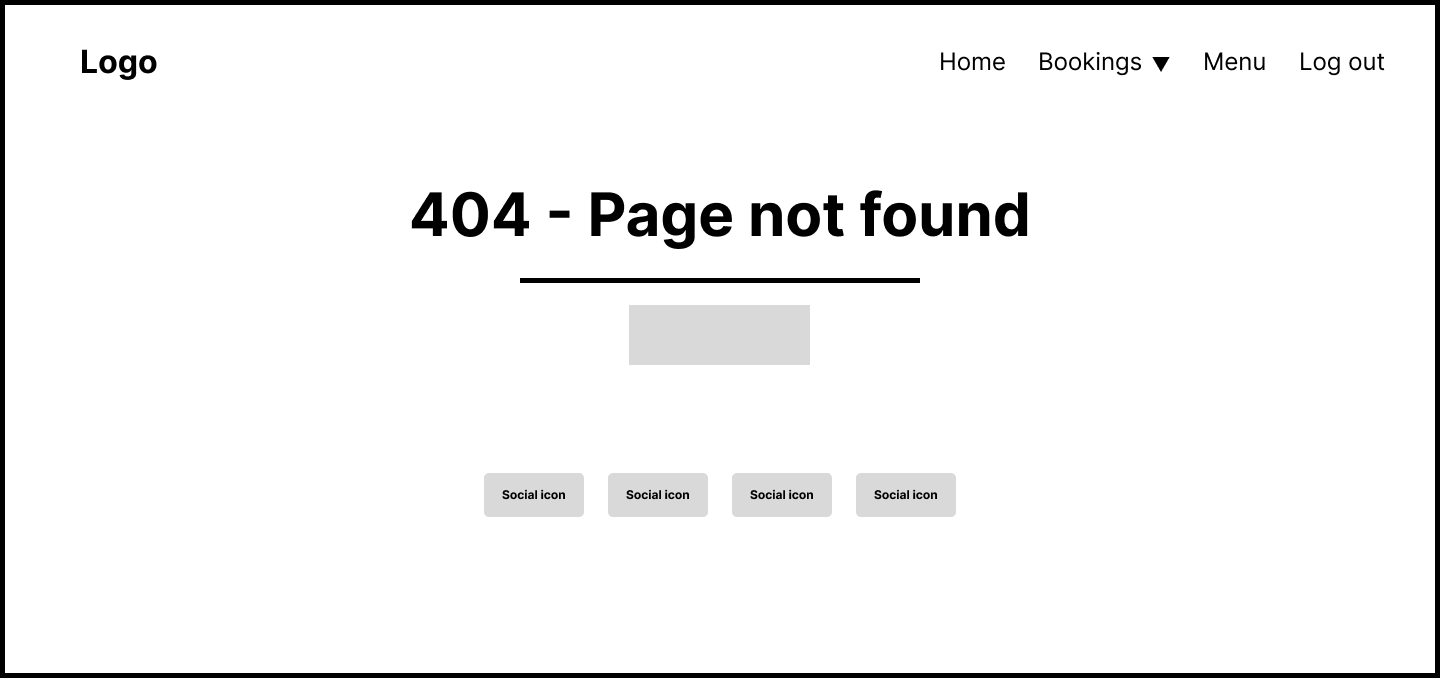 Logo
Home Bookings ▼ Menu Log out
404 - Page not found
Social icon Social icon Social icon Social icon